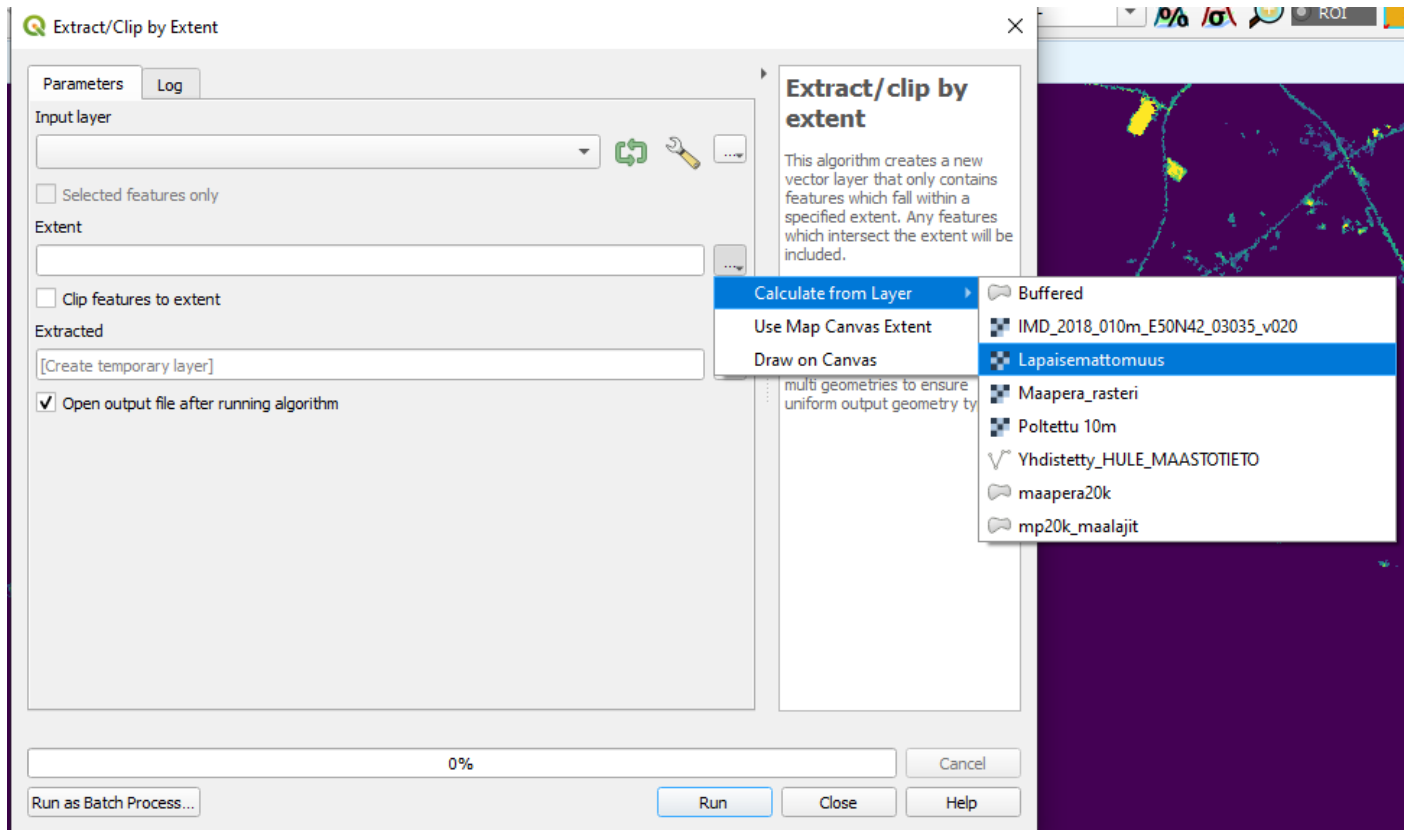 Extract/Clip by Extent
Parameters
Log
Input layer
Selected features only
Extent
Clip features to extent
Extracted
[Create temporary layer]
Open output file after running algorithm
Extract/clip by
extent
This algorithm creates a new
vector layer that only contains
features which fall within a
specified extent. Any features
which intersect the extent will be
included.
multi geometries to ensure
uniform output geometry ty
Calculate from Layer
Use Map Canvas Extent
Draw on Canvas
Buffered
IMD_2018_010m_E50N42_03035_v020
Lapaisemattomuus
Maapera_rasteri
Poltettu 10m
Yhdistetty_HULE_MAASTOTIETO
maapera20k
mp20k_maalajit
ROI
0%
Cancel
Run as Batch Process...
Run
Close
Help